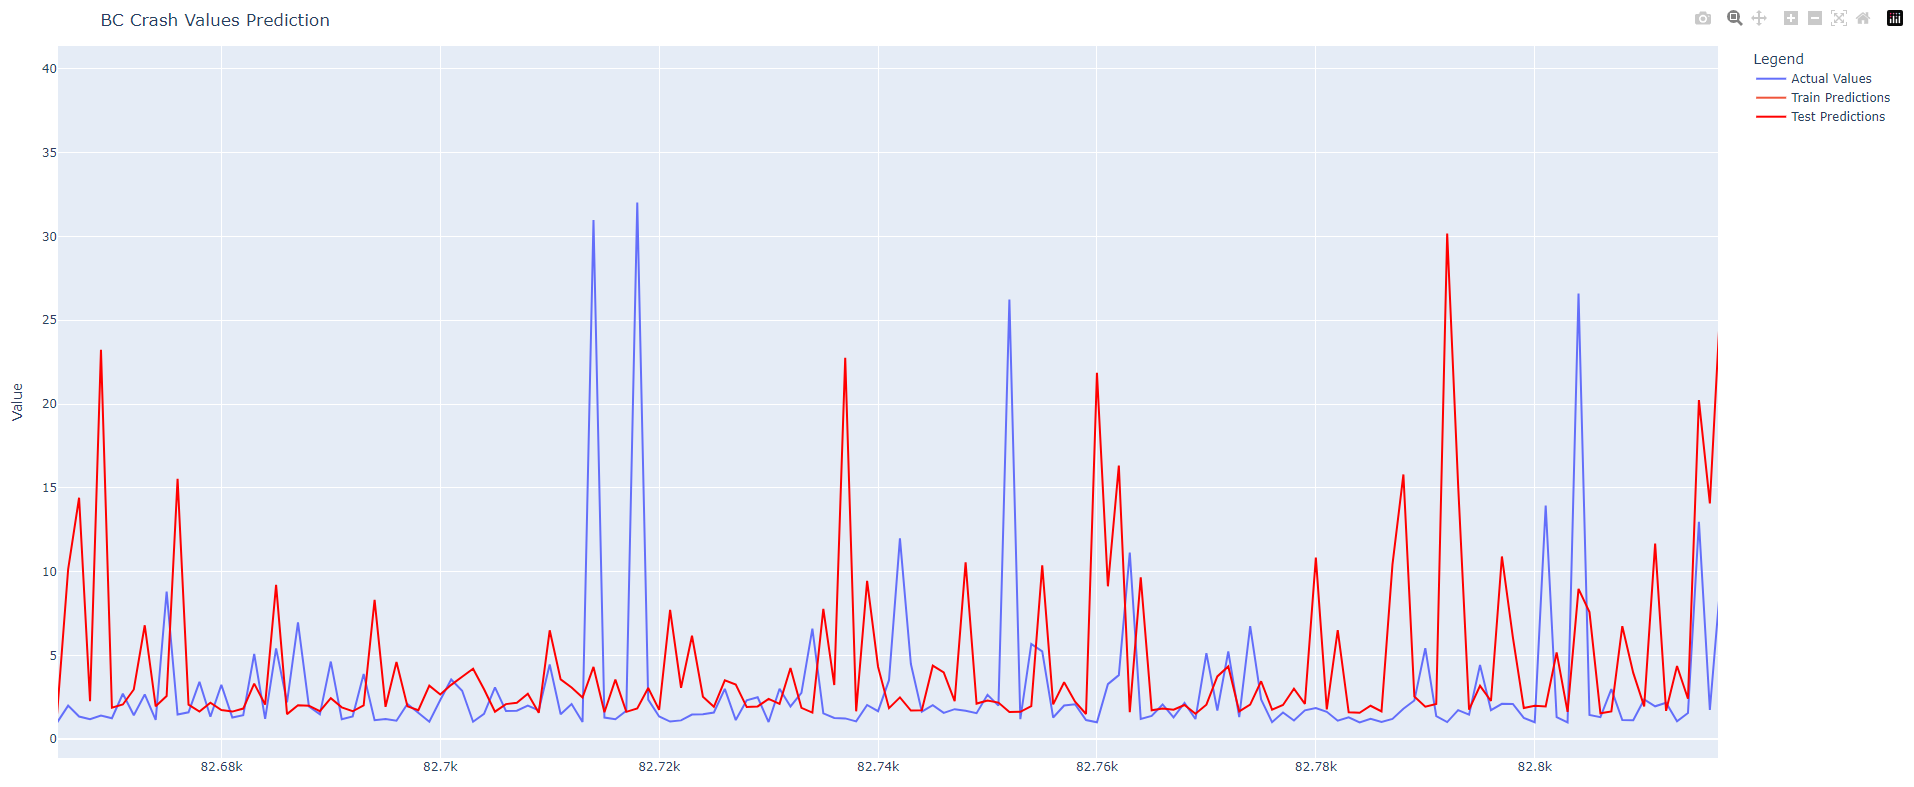 BC Crash Values Prediction
Legend
Actual Values
Train Predictions
Test Predictions
Value
40
35
30
25
20
15
10
5
0
82.68k
82.7k
82.72k
82.74k
82.76k
82.78k
82.8k